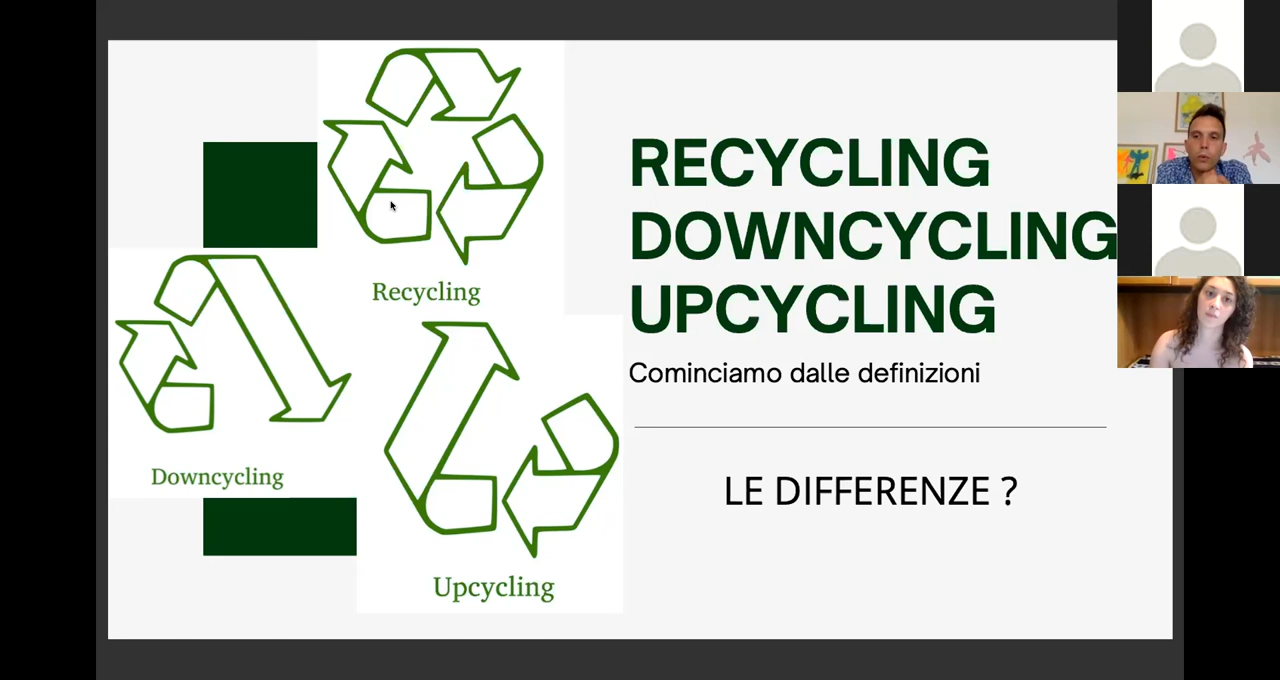 Recycling
Downcycling
Upcycling
RECYCLING
DOWNCYCLING
UPCYCLING
Cominciamo dalle definizioni
LE DIFFERENZE ?